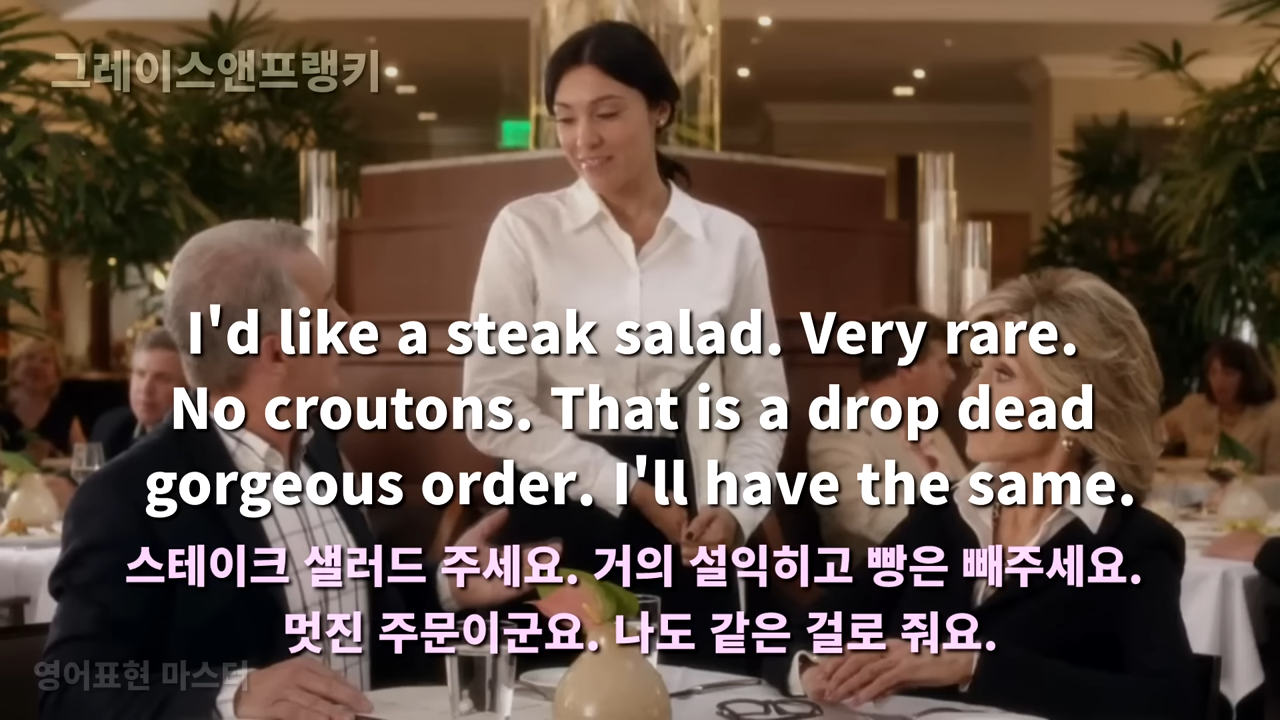 그레이스앤프랭키
I'd like a steak salad. Very rare.
No croutons. That is a drop dead
gorgeous order. I'll have the same.
스테이크 샐러드 주세요. 거의 설익히고 빵은 빼주세요.
멋진 주문이군요. 나도 같은 걸로 줘요.
영어표현 마스터